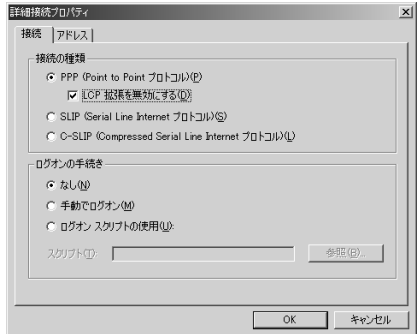 詳細接続プロパティ
接続
アドレス
接続の種類
PPP (Point to Point プロトコル)(P)
LCP 拡張を無効にする(D)
SLIP (Serial Line Internet プロトコル)(S)
C-SLIP (Compressed Serial Line Internet プロトコル)(L)
ログオンの手続き
なし(N)
手動でログオン(M)
ログオン スクリプトの使用(U):
スクリプト(T):
参照(B)...
OK
キャンセル